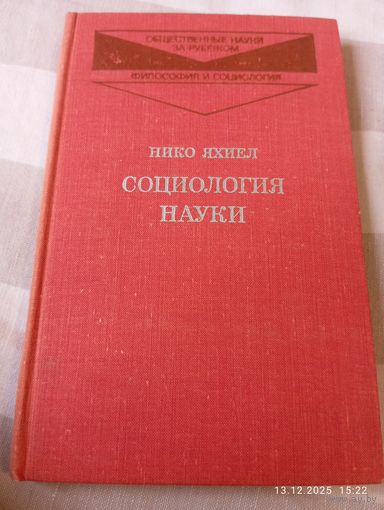 ОБЩЕСТВЕННЫЕ НАУКИ
ЗА РУБЕЖОМ
ФИЛОСОФИЯ И СОЦИОЛОГИЯ
НИКО ЯХИЕЛ
СОЦИОЛОГИЯ
НАУКИ
13.12.2025 15:22